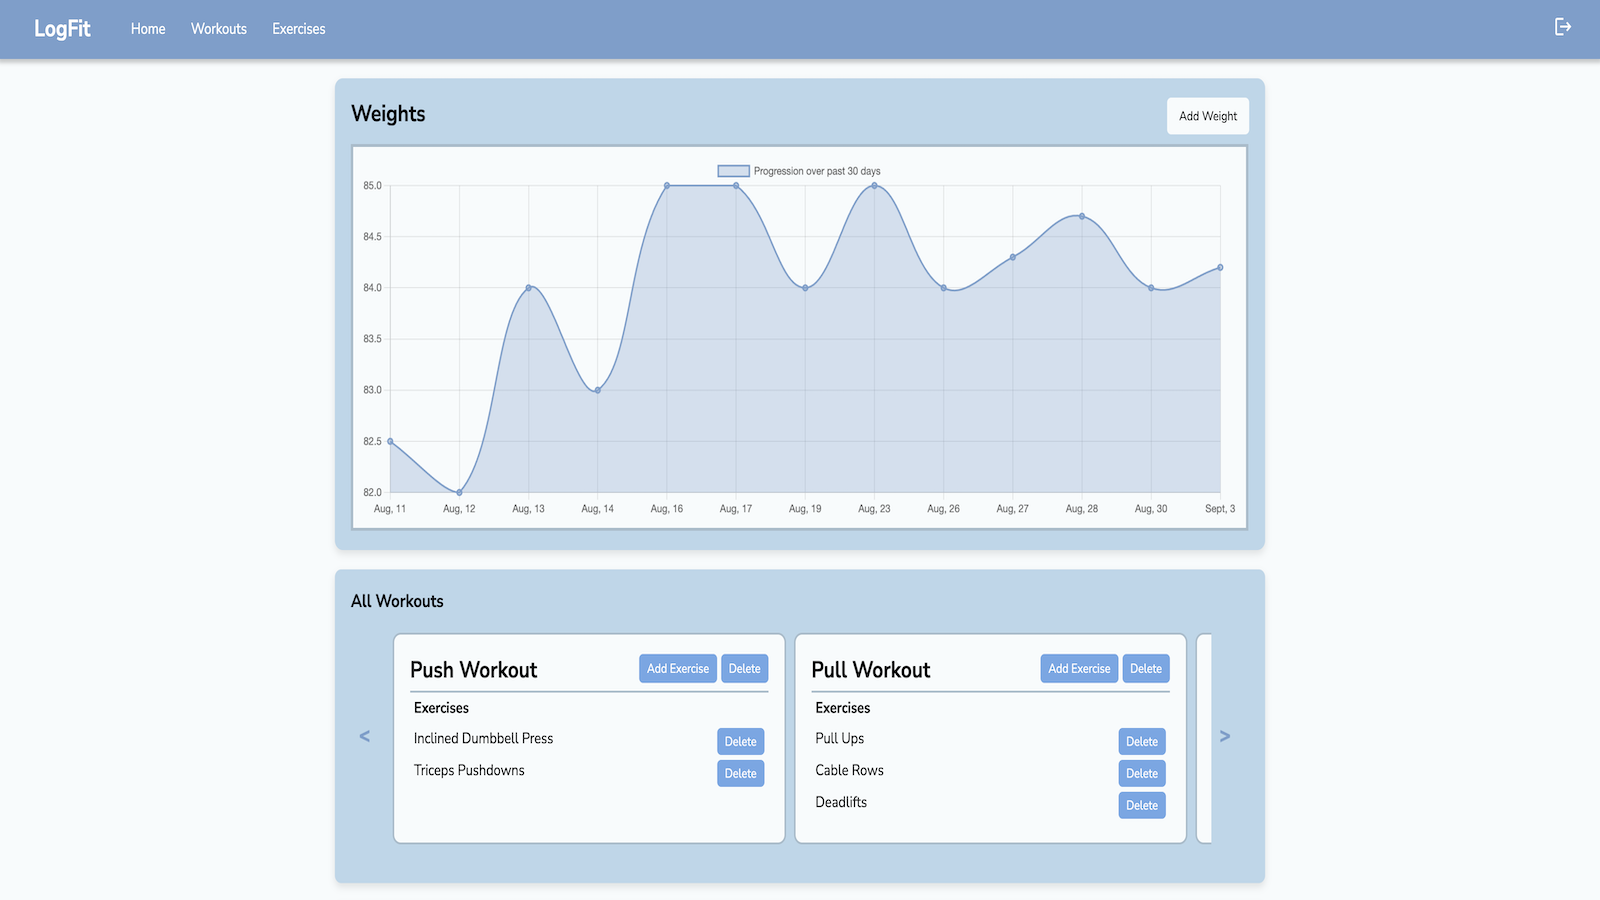 LogFit Home Workouts Exercises
Weights Add Weight
Progression over past 30 days
85.0
84.5
84.0
83.5
83.0
82.5
82.0
Aug, 11 Aug, 12 Aug, 13 Aug, 14 Aug, 16 Aug, 17 Aug, 19 Aug, 23 Aug, 26 Aug, 27 Aug, 28 Aug, 30 Sept, 3
All Workouts
<
Push Workout Add Exercise Delete
Exercises
Inclined Dumbbell Press Delete
Triceps Pushdowns Delete
Pull Workout Add Exercise Delete
Exercises
Pull Ups Delete
Cable Rows Delete
Deadlifts Delete
>